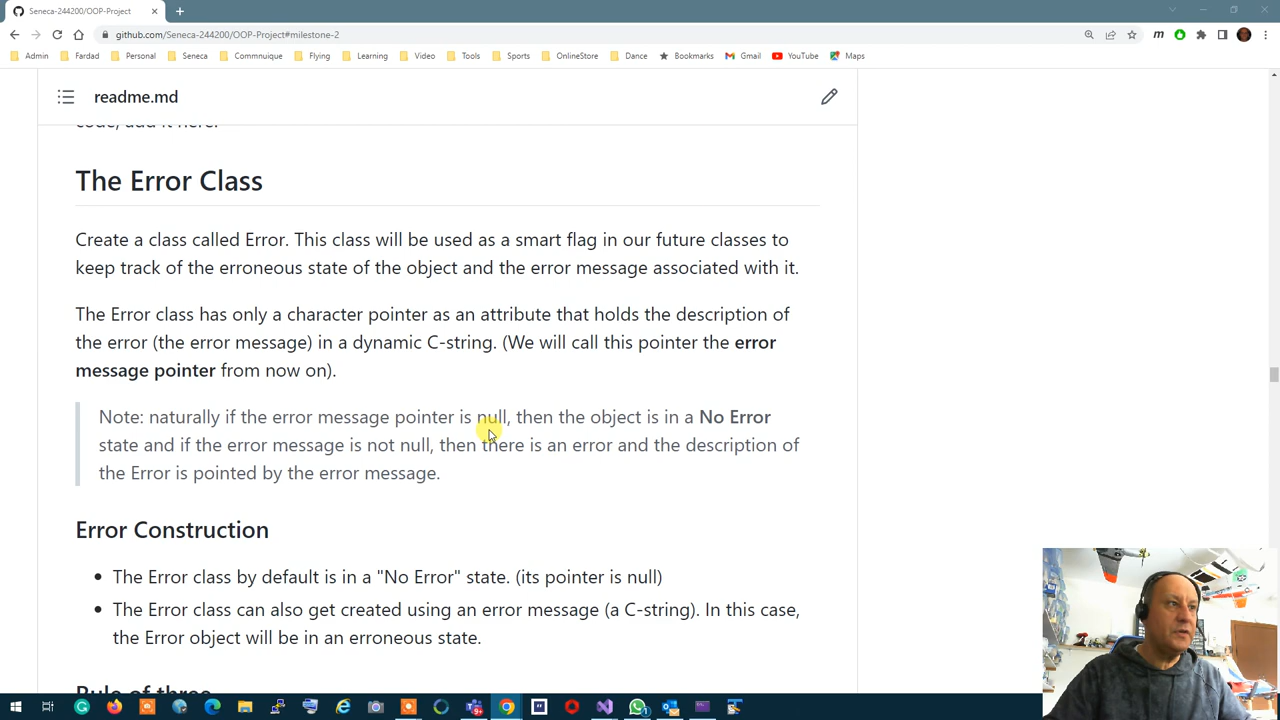 Seneca-244200/OOP-Project
github.com/Seneca-244200/OOP-Project#milestone-2
Admin Fardad Personal Seneca Commnuique Flying Learning Video Tools Sports OnlineStore Dance Bookmarks Gmail YouTube Maps
readme.md
code, add it here.
The Error Class
Create a class called Error. This class will be used as a smart flag in our future classes to
keep track of the erroneous state of the object and the error message associated with it.
The Error class has only a character pointer as an attribute that holds the description of
the error (the error message) in a dynamic C-string. (We will call this pointer the error
message pointer from now on).
Note: naturally if the error message pointer is null, then the object is in a No Error
state and if the error message is not null, then there is an error and the description of
the Error is pointed by the error message.
Error Construction
The Error class by default is in a "No Error" state. (its pointer is null)
The Error class can also get created using an error message (a C-string). In this case,
the Error object will be in an erroneous state.
Rule of three